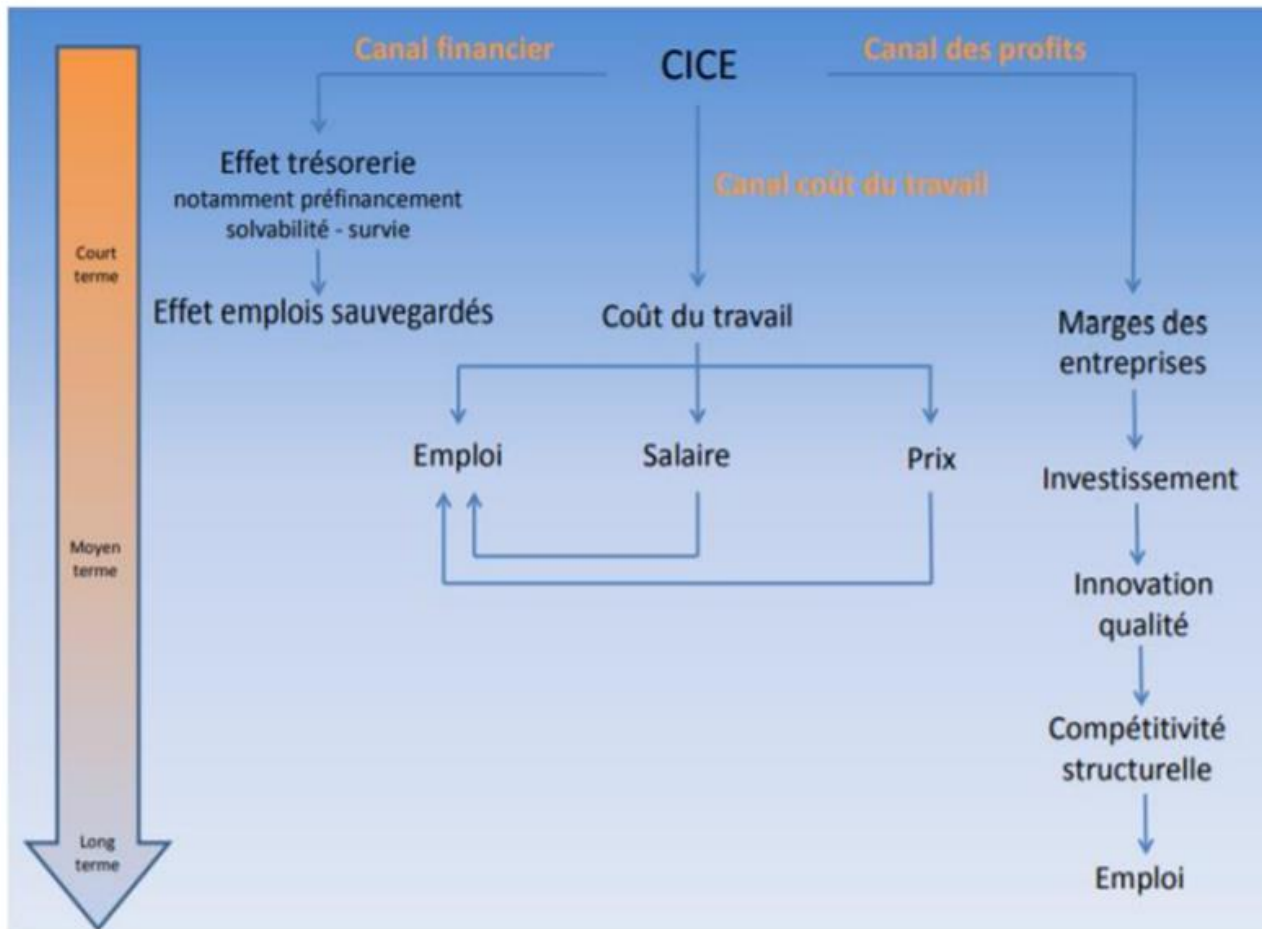 Canal financier
CICE
Canal des profits
Effet trésorerie
notamment préfinancement
solvabilité - survie
Canal coût du travail
Court
terme
Effet emplois sauvegardés
Coût du travail
Marges des
entreprises
Emploi
Salaire
Prix
Investissement
Moyen
terme
Innovation
qualité
Compétitivité
structurelle
Long
terme
Emploi